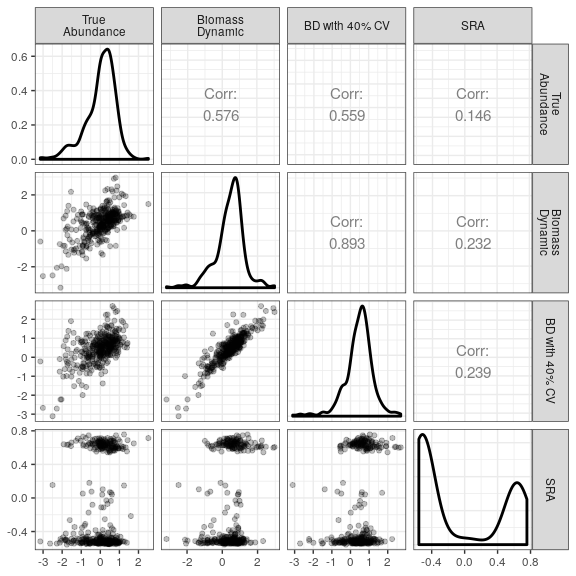 True
Abundance
Biomass
Dynamic
BD with 40% CV
SRA
0.6
0.4
0.2
0.0
Corr:
0.576
Corr:
0.559
Corr:
0.146
True
Abundance
2
0
-2
Corr:
0.893
Corr:
0.232
Biomass
Dynamic
2
1
0
-1
-2
-3
Corr:
0.239
BD with 40% CV
0.8
0.4
0.0
-0.4
SRA
-3 -2 -1 0 1 2
-2 0 2
-3 -2 -1 0 1 2
-0.4 0.0 0.4 0.8